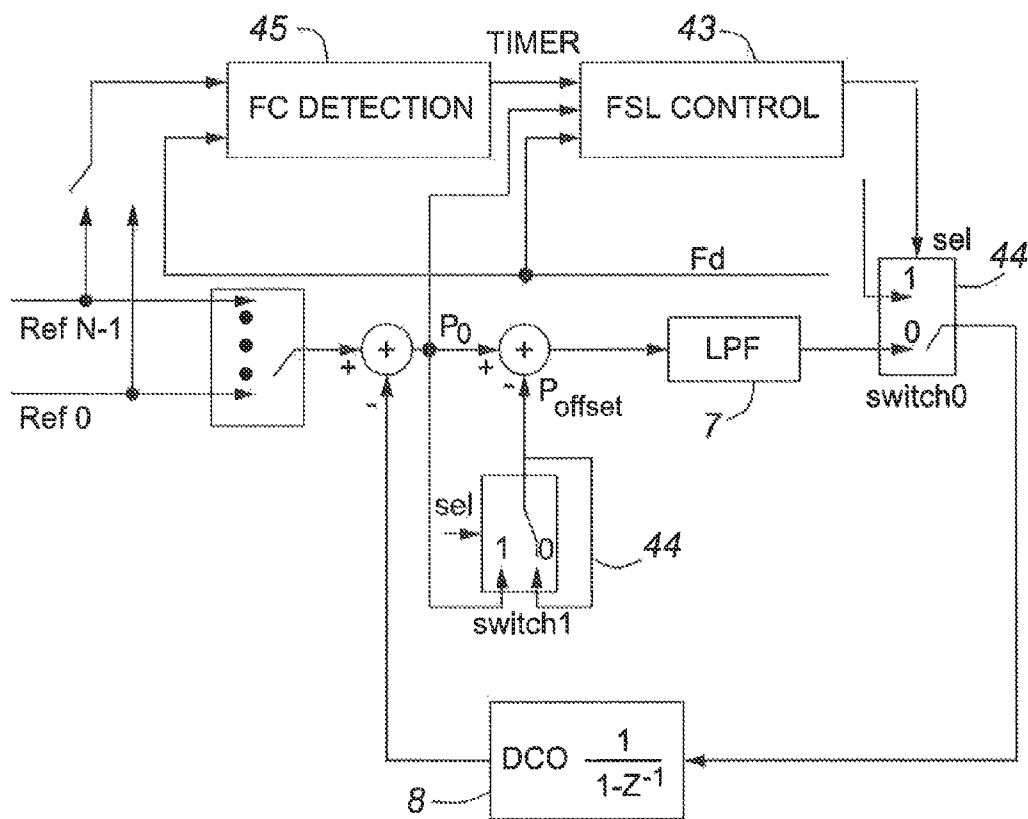 45
TIMER
43
FC DETECTION
FSL CONTROL
sel
44
Fd
1
Ref N-1
P0
+
+
+
+
LPF
0
-
-
Ref 0
Poffset
7
switch0
sel
1
0
44
switch1
DCO 1
1-Z-1
8